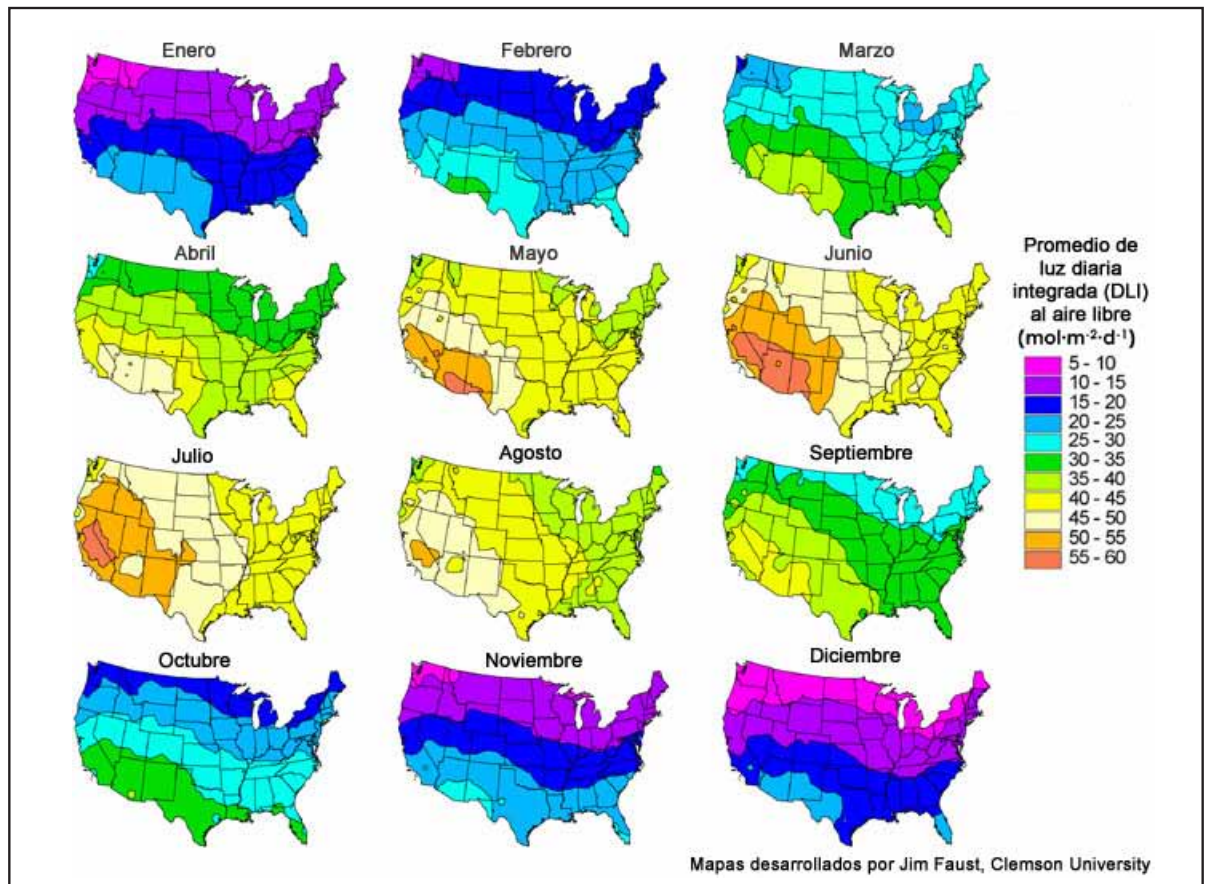 Enero
Febrero
Marzo
Abril
Mayo
Junio
Julio
Agosto
Septiembre
Octubre
Noviembre
Diciembre
Promedio de
luz diaria
integrada (DLI)
al aire libre
(mol·m-2·d-1)
5 - 10
10 - 15
15 - 20
20 - 25
25 - 30
30 - 35
35 - 40
40 - 45
45 - 50
50 - 55
55 - 60
Mapas desarrollados por Jim Faust, Clemson University